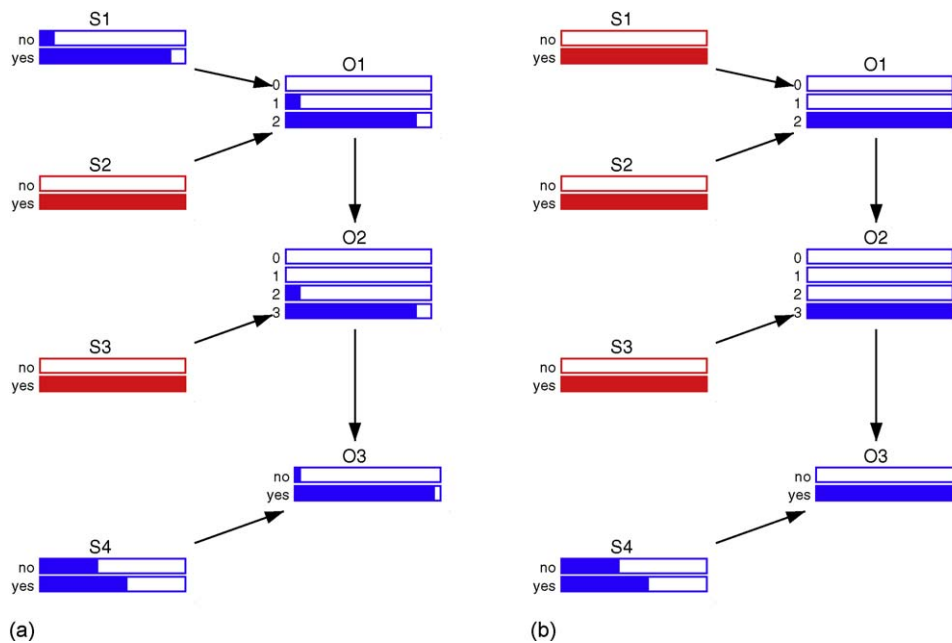 S1
no
yes
O1
0
1
2
S2
no
yes
O2
0
1
2
3
S3
no
yes
O3
no
yes
S4
no
yes
(a)
S1
no
yes
O1
0
1
2
S2
no
yes
O2
0
1
2
3
S3
no
yes
O3
no
yes
S4
no
yes
(b)